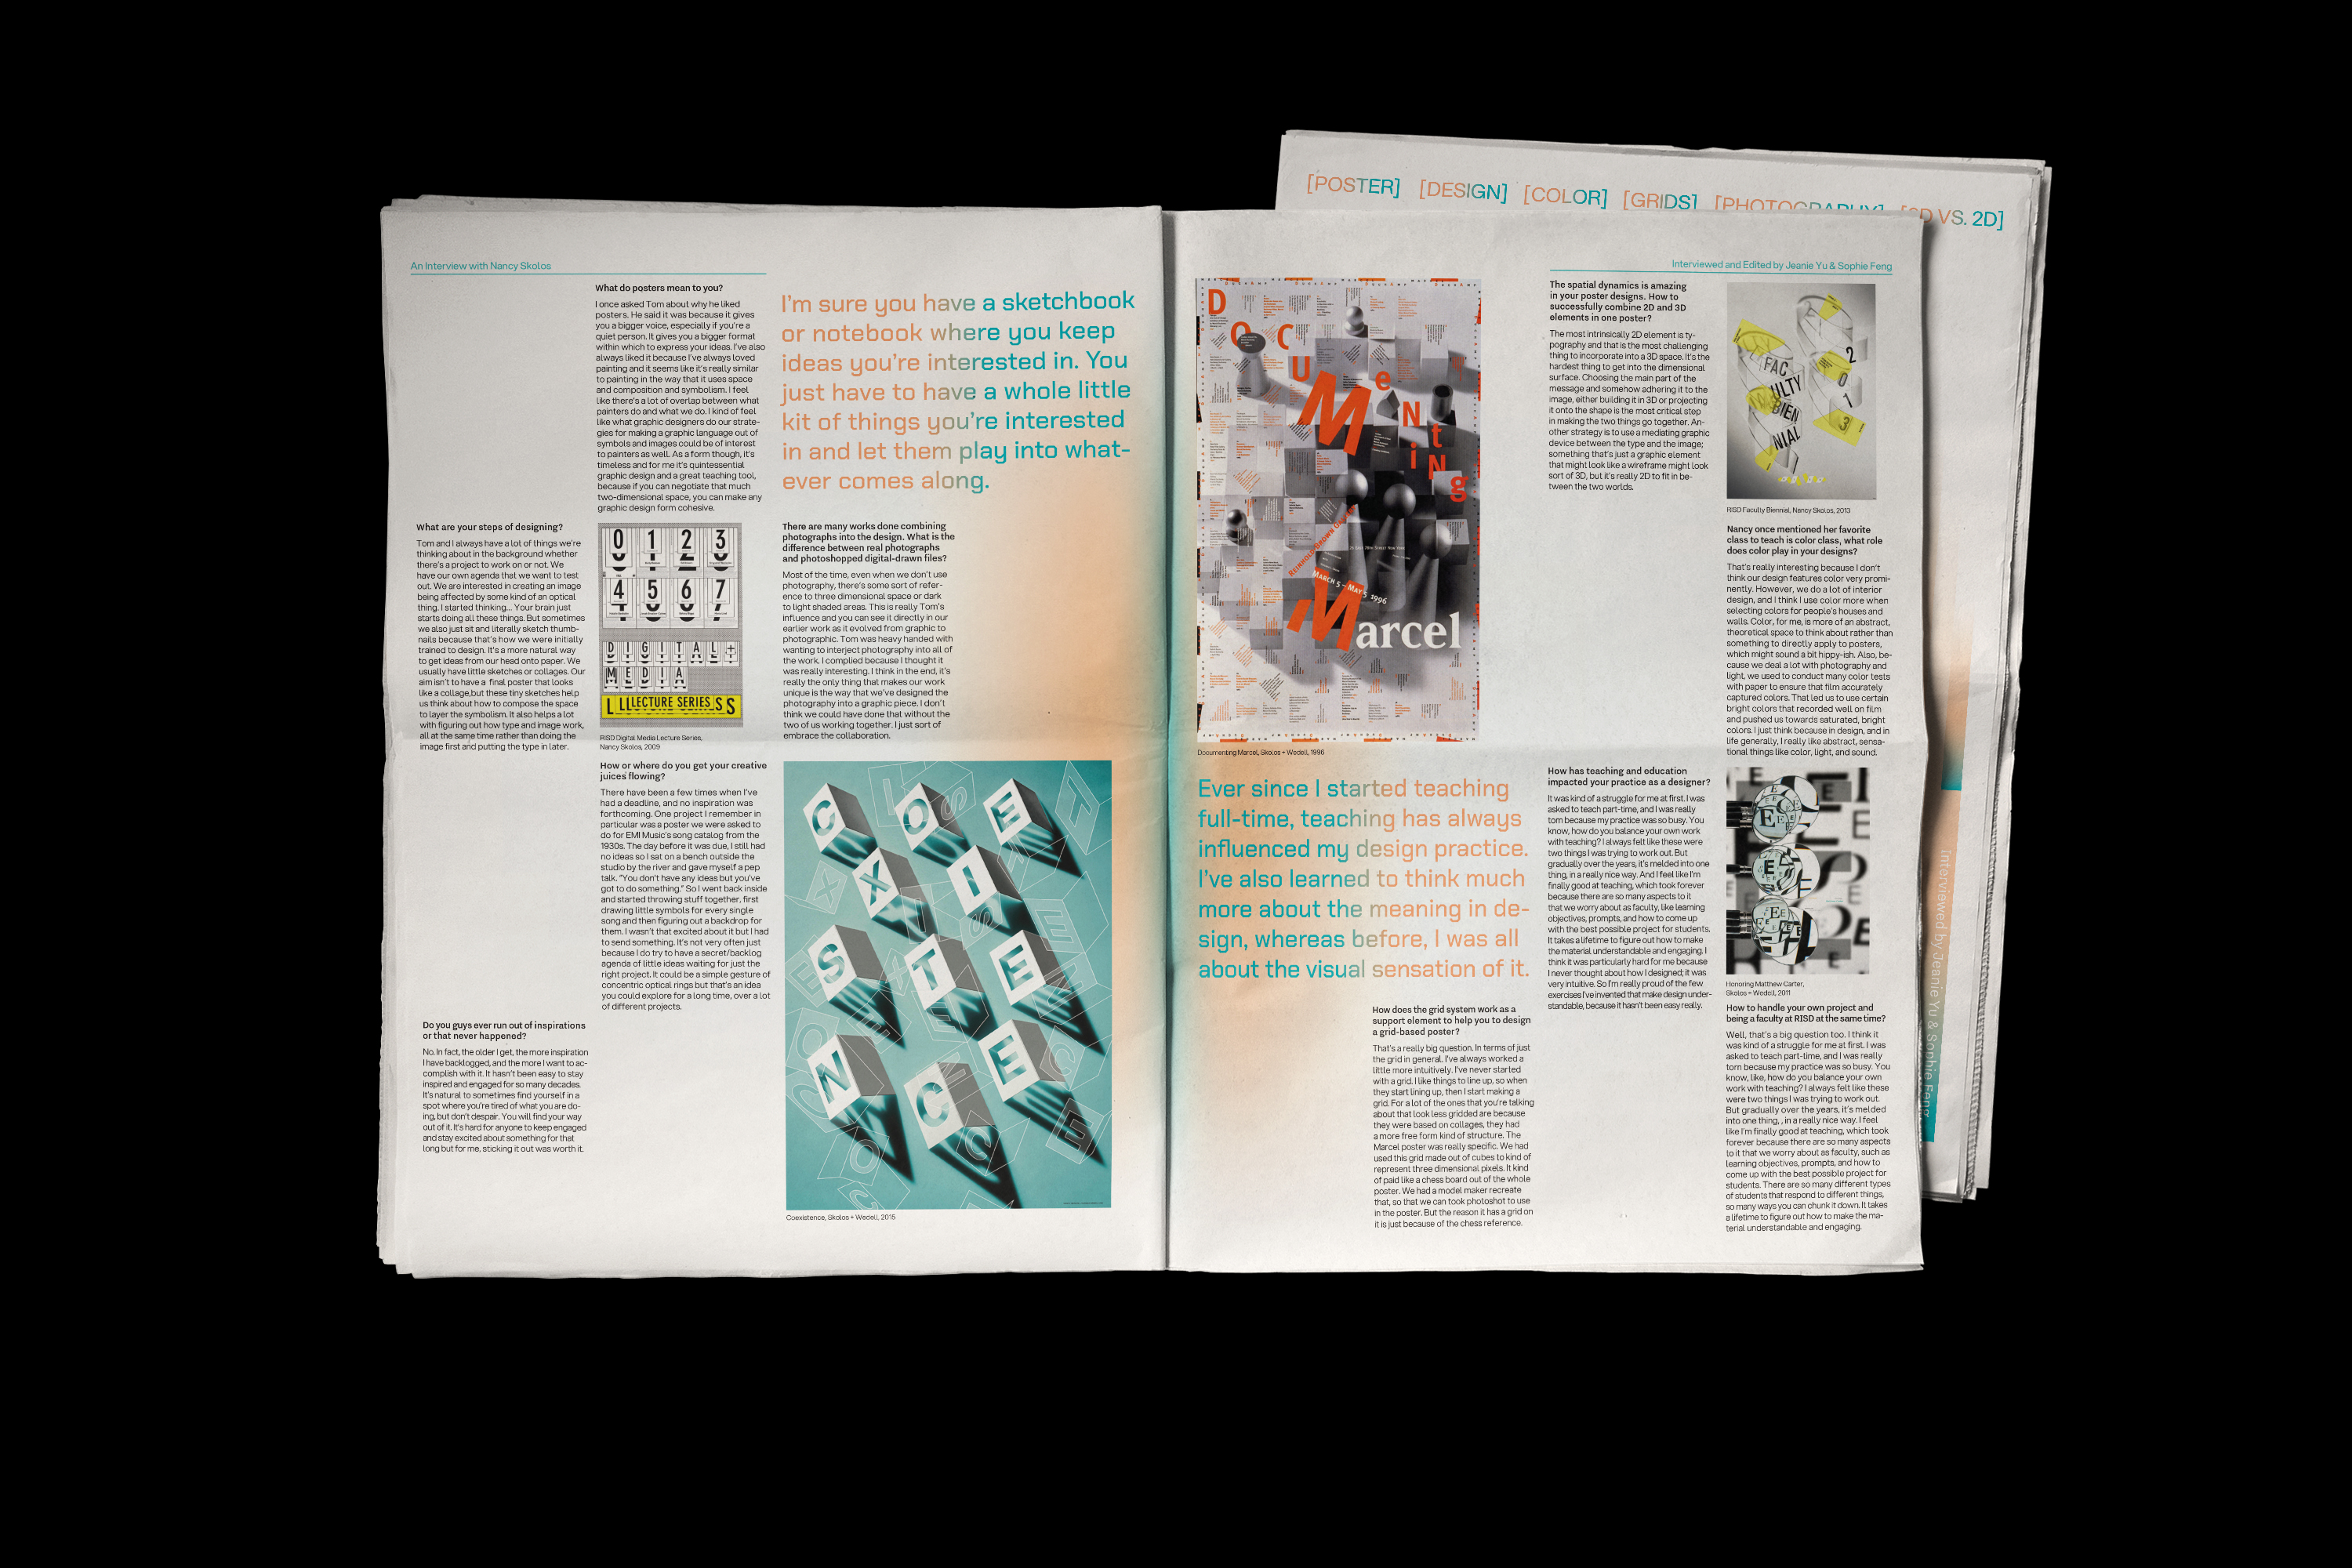 [POSTER] [DESIGN] [COLOR] [GRIDS] [PHOTOGRAPHY] VS. 2D]
An Interview with Nancy Skolos
What do posters mean to you?
I once asked Tom about why he liked
posters. He said it was because it gives
you a bigger voice, especially if you're a
quiet person. It gives you a bigger format
within which to express your ideas. I've also
always liked it because I've always loved
painting and it seems like it's really similar
to painting in the way that it uses space
and composition and symbolism. I feel
like there's a lot of overlap between what
painters do and what we do. I kind of feel
like what graphic designers do our strate-
gies for making a graphic language out of
symbols and images could be of interest
to painters as well. As a form though, it's
timeless and for me it's quintessential
graphic design and a great teaching tool,
because if you can negotiate that much
two-dimensional space, you can make any
graphic design form cohesive.
I'm sure you have a sketchbook
or notebook where you keep
ideas you're interested in. You
just have to have a whole little
kit of things you're interested
in and let them play into what-
ever comes along.
What are your steps of designing?
Tom and I always have a lot of things we're
thinking about in the background whether
there's a project to work on or not. We
have our own agenda that we want to test
out. We are interested in creating an image
being affected by some kind of an optical
thing. I started thinking... Your brain just
starts doing all these things. But sometimes
we also just sit and literally sketch thumb-
nails because that's how we were initially
trained to design. It's a more natural way
to get ideas from our head onto paper. We
usually have little sketches or collages. Our
aim isn't to have a final poster that looks
like a collage,but these tiny sketches help
us think about how to compose the space
to layer the symbolism. It also helps a lot
with figuring out how type and image work,
all at the same time rather than doing the
image first and putting the type in later.
0 1 2 3
4 5 6 7
DIGITAL+
MEDIA
L LLLECTURE SERIES S S
RISD Digital Media Lecture Series,
Nancy Skolos, 2009
There are many works done combining
photographs into the design. What is the
difference between real photographs
and photoshopped digital-drawn files?
Most of the time, even when we don't use
photography, there's some sort of refer-
ence to three dimensional space or dark
to light shaded areas. This is really Tom's
influence and you can see it directly in our
earlier work as it evolved from graphic to
photographic. Tom was heavy handed with
wanting to interject photography into all of
the work. I complied because I thought it
was really interesting. I think in the end, it's
really the only thing that makes our work
unique is the way that we've designed the
photography into a graphic piece. I don't
think we could have done that without the
two of us working together. I just sort of
embrace the collaboration.
How or where do you get your creative
juices flowing?
There have been a few times when I've
had a deadline, and no inspiration was
forthcoming. One project I remember in
particular was a poster we were asked to
do for EMI Music's song catalog from the
1930s. The day before it was due, I still had
no ideas so I sat on a bench outside the
studio by the river and gave myself a pep
talk. "You don't have any ideas but you've
got to do something." So I went back inside
and started throwing stuff together, first
drawing little symbols for every single
song and then figuring out a backdrop for
them. I wasn't that excited about it but I had
to send something. It's not very often just
because I do try to have a secret/backlog
agenda of little ideas waiting for just the
right project. It could be a simple gesture of
concentric optical rings but that's an idea
you could explore for a long time, over a lot
of different projects.
Do you guys ever run out of inspirations
or that never happened?
No. In fact, the older I get, the more inspiration
I have backlogged, and the more I want to ac-
complish with it. It hasn't been easy to stay
inspired and engaged for so many decades.
It's natural to sometimes find yourself in a
spot where you're tired of what you are do-
ing, but don't despair. You will find your way
out of it. It's hard for anyone to keep engaged
and stay excited about something for that
long but for me, sticking it out was worth it.
C O E
X I
S T E
N C E
Coexistence, Skolos + Wedell, 2015
DOCUMeNtiNg
REINHOLD BROWN GALLERY
MARCH 5 – MAY 5 1996
Marcel
Documenting Marcel, Skolos + Wedell, 1996
Ever since I started teaching
full-time, teaching has always
influenced my design practice.
I've also learned to think much
more about the meaning in de-
sign, whereas before, I was all
about the visual sensation of it.
How does the grid system work as a
support element to help you to design
a grid-based poster?
That's a really big question. In terms of just
the grid in general. I've always worked a
little more intuitively. I've never started
with a grid. I like things to line up, so when
they start lining up, then I start making a
grid. For a lot of the ones that you're talking
about that look less gridded are because
they were based on collages, they had
a more free form kind of structure. The
Marcel poster was really specific. We had
used this grid made out of cubes to kind of
represent three dimensional pixels. It kind
of paid like a chess board out of the whole
poster. We had a model maker recreate
that, so that we can took photoshot to use
in the poster. But the reason it has a grid on
it is just because of the chess reference.
Interviewed and Edited by Jeanie Yu & Sophie Feng
The spatial dynamics is amazing
in your poster designs. How to
successfully combine 2D and 3D
elements in one poster?
The most intrinsically 2D element is ty-
pography and that is the most challenging
thing to incorporate into a 3D space. It's the
hardest thing to get into the dimensional
surface. Choosing the main part of the
message and somehow adhering it to the
image, either building it in 3D or projecting
it onto the shape is the most critical step
in making the two things go together. An-
other strategy is to use a mediating graphic
device between the type and the image;
something that's just a graphic element
that might look like a wireframe might look
sort of 3D, but it's really 2D to fit in be-
tween the two worlds.
FAC
ULTY
BIEN
NIAL
2
0
1
3
RISD Faculty Biennial, Nancy Skolos, 2013
Nancy once mentioned her favorite
class to teach is color class, what role
does color play in your designs?
That's really interesting because I don't
think our design features color very promi-
nently. However, we do a lot of interior
design, and I think I use color more when
selecting colors for people's houses and
walls. Color, for me, is more of an abstract,
theoretical space to think about rather than
something to directly apply to posters,
which might sound a bit hippy-ish. Also, be-
cause we deal a lot with photography and
light, we used to conduct many color tests
with paper to ensure that film accurately
captured colors. That led us to use certain
bright colors that recorded well on film
and pushed us towards saturated, bright
colors. I just think because in design, and in
life generally, I really like abstract, sensa-
tional things like color, light, and sound.
How has teaching and education
impacted your practice as a designer?
It was kind of a struggle for me at first. I was
asked to teach part-time, and I was really
torn because my practice was so busy. You
know, how do you balance your own work
with teaching? I always felt like these were
two things I was trying to work out. But
gradually over the years, it's melded into one
thing, in a really nice way. And I feel like I'm
finally good at teaching, which took forever
because there are so many aspects to it
that we worry about as faculty, like learning
objectives, prompts, and how to come up
with the best possible project for students.
It takes a lifetime to figure out how to make
the material understandable and engaging. I
think it was particularly hard for me because
I never thought about how I designed; it was
very intuitive. So I'm really proud of the few
exercises I've invented that make design under-
standable, because it hasn't been easy really.
Honoring Matthew Carter,
Skolos + Wedell, 2011
How to handle your own project and
being a faculty at RISD at the same time?
Well, that's a big question too. I think it
was kind of a struggle for me at first. I was
asked to teach part-time, and I was really
torn because my practice was so busy. You
know, like, how do you balance your own
work with teaching? I always felt like these
were two things I was trying to work out.
But gradually over the years, it's melded
into one thing, , in a really nice way. I feel
like I'm finally good at teaching, which took
forever because there are so many aspects
to it that we worry about as faculty, such as
learning objectives, prompts, and how to
come up with the best possible project for
students. There are so many different types
of students that respond to different things,
so many ways you can chunk it down. It takes
a lifetime to figure out how to make the ma-
terial understandable and engaging.
Interviewed by Jeanie Yu & Sophie Feng